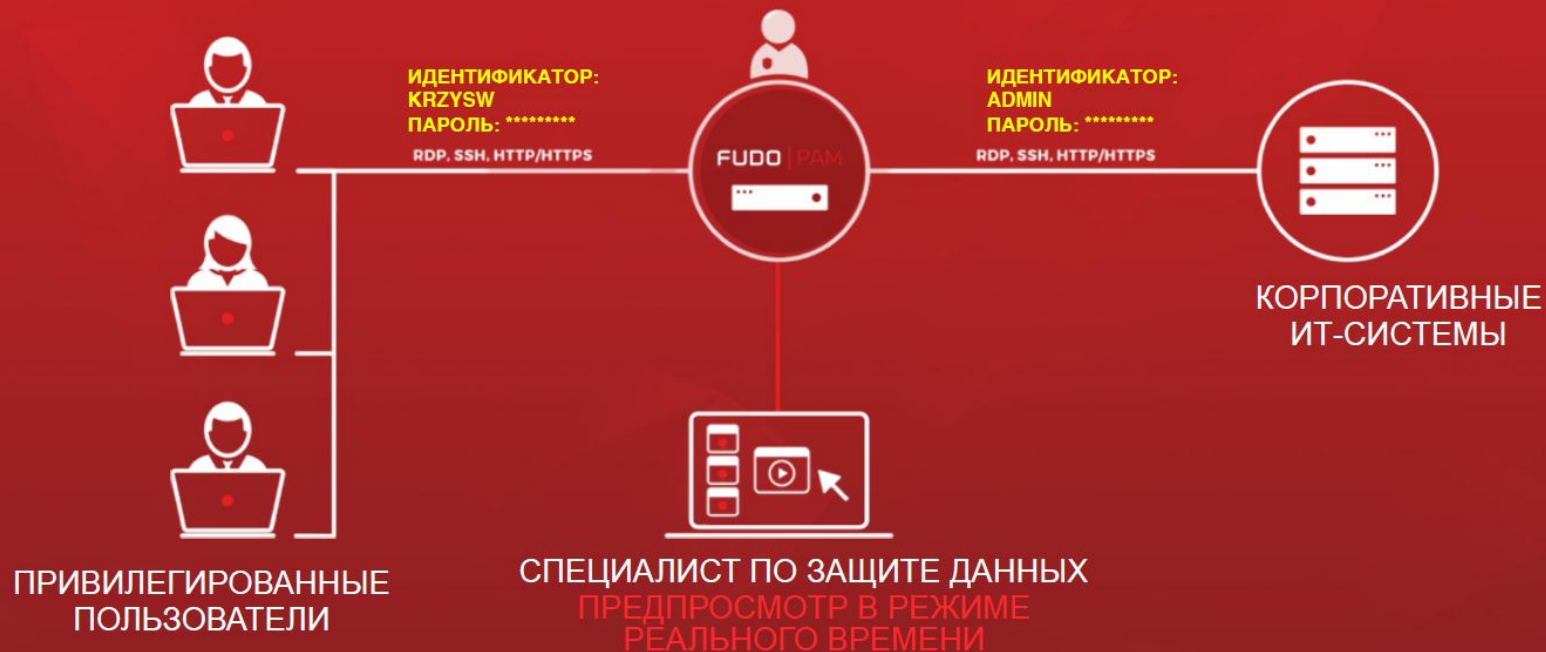 ИДЕНТИФИКАТОР:
KRZYSW
ПАРОЛЬ: *********
RDP, SSH, HTTP/HTTPS
FUDO | PAM
ИДЕНТИФИКАТОР:
ADMIN
ПАРОЛЬ: *********
RDP, SSH, HTTP/HTTPS
КОРПОРАТИВНЫЕ
ИТ-СИСТЕМЫ
ПРИВИЛЕГИРОВАННЫЕ
ПОЛЬЗОВАТЕЛИ
СПЕЦИАЛИСТ ПО ЗАЩИТЕ ДАННЫХ
ПРЕДПРОСМОТР В РЕЖИМЕ
РЕАЛЬНОГО ВРЕМЕНИ